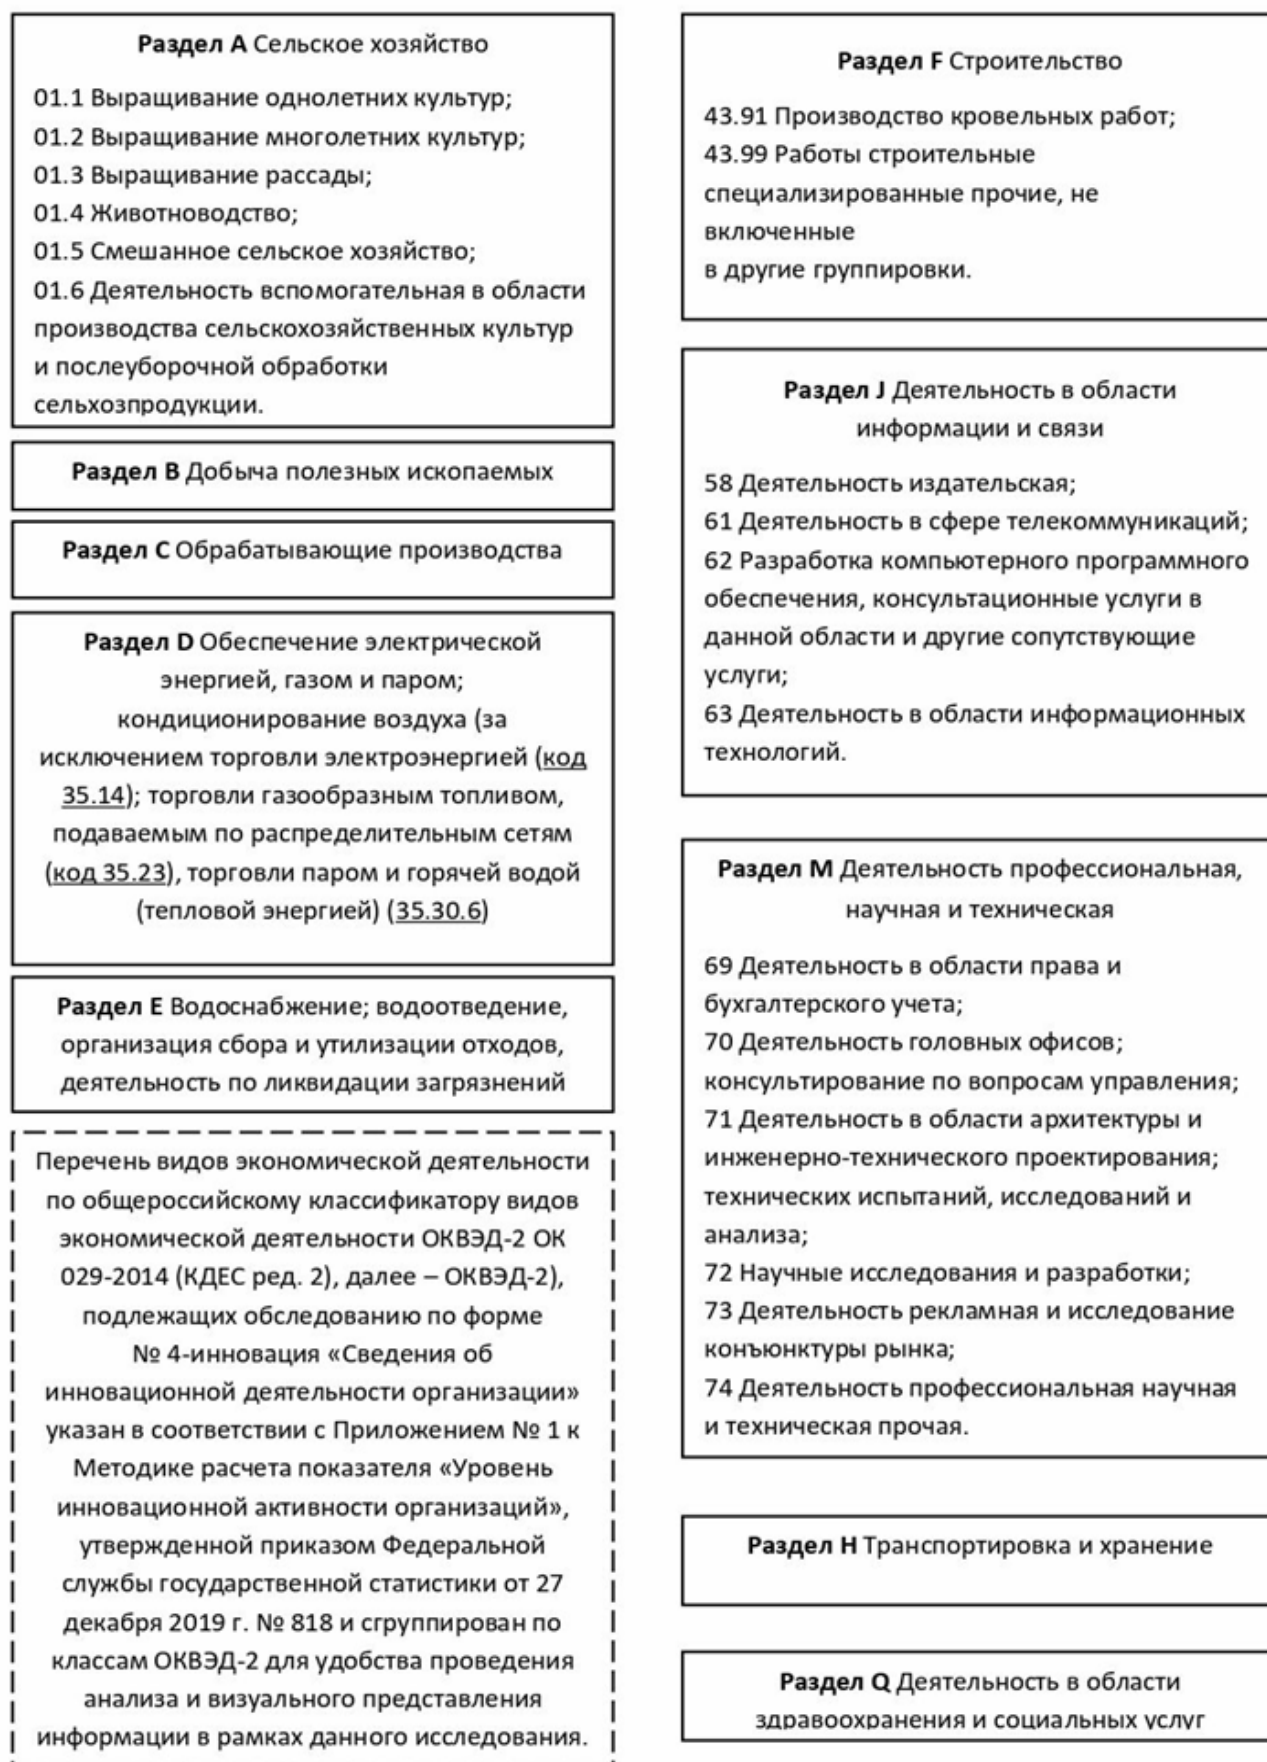 Раздел A Сельское хозяйство
01.1 Выращивание однолетних культур;
01.2 Выращивание многолетних культур;
01.3 Выращивание рассады;
01.4 Животноводство;
01.5 Смешанное сельское хозяйство;
01.6 Деятельность вспомогательная в области
производства сельскохозяйственных культур
и послеуборочной обработки
сельхозпродукции.
Раздел B Добыча полезных ископаемых
Раздел C Обрабатывающие производства
Раздел D Обеспечение электрической
энергией, газом и паром;
кондиционирование воздуха (за
исключением торговли электроэнергией (код
35.14); торговли газообразным топливом,
подаваемым по распределительным сетям
(код 35.23), торговли паром и горячей водой
(тепловой энергией) (35.30.6)
Раздел E Водоснабжение; водоотведение,
организация сбора и утилизации отходов,
деятельность по ликвидации загрязнений
Перечень видов экономической деятельности
по общероссийскому классификатору видов
экономической деятельности ОКВЭД-2 ОК
029-2014 (КДЕС ред. 2), далее – ОКВЭД-2),
подлежащих обследованию по форме
№ 4-инновация «Сведения об
инновационной деятельности организации»
указан в соответствии с Приложением № 1 к
Методике расчета показателя «Уровень
инновационной активности организаций»,
утвержденной приказом Федеральной
службы государственной статистики от 27
декабря 2019 г. № 818 и сгруппирован по
классам ОКВЭД-2 для удобства проведения
анализа и визуального представления
информации в рамках данного исследования.
Раздел F Строительство
43.91 Производство кровельных работ;
43.99 Работы строительные
специализированные прочие, не
включенные
в другие группировки.
Раздел J Деятельность в области
информации и связи
58 Деятельность издательская;
61 Деятельность в сфере телекоммуникаций;
62 Разработка компьютерного программного
обеспечения, консультационные услуги в
данной области и другие сопутствующие
услуги;
63 Деятельность в области информационных
технологий.
Раздел M Деятельность профессиональная,
научная и техническая
69 Деятельность в области права и
бухгалтерского учета;
70 Деятельность головных офисов;
консультирование по вопросам управления;
71 Деятельность в области архитектуры и
инженерно-технического проектирования;
технических испытаний, исследований и
анализа;
72 Научные исследования и разработки;
73 Деятельность рекламная и исследование
конъюнктуры рынка;
74 Деятельность профессиональная научная
и техническая прочая.
Раздел H Транспортировка и хранение
Раздел Q Деятельность в области
здравоохранения и социальных услуг